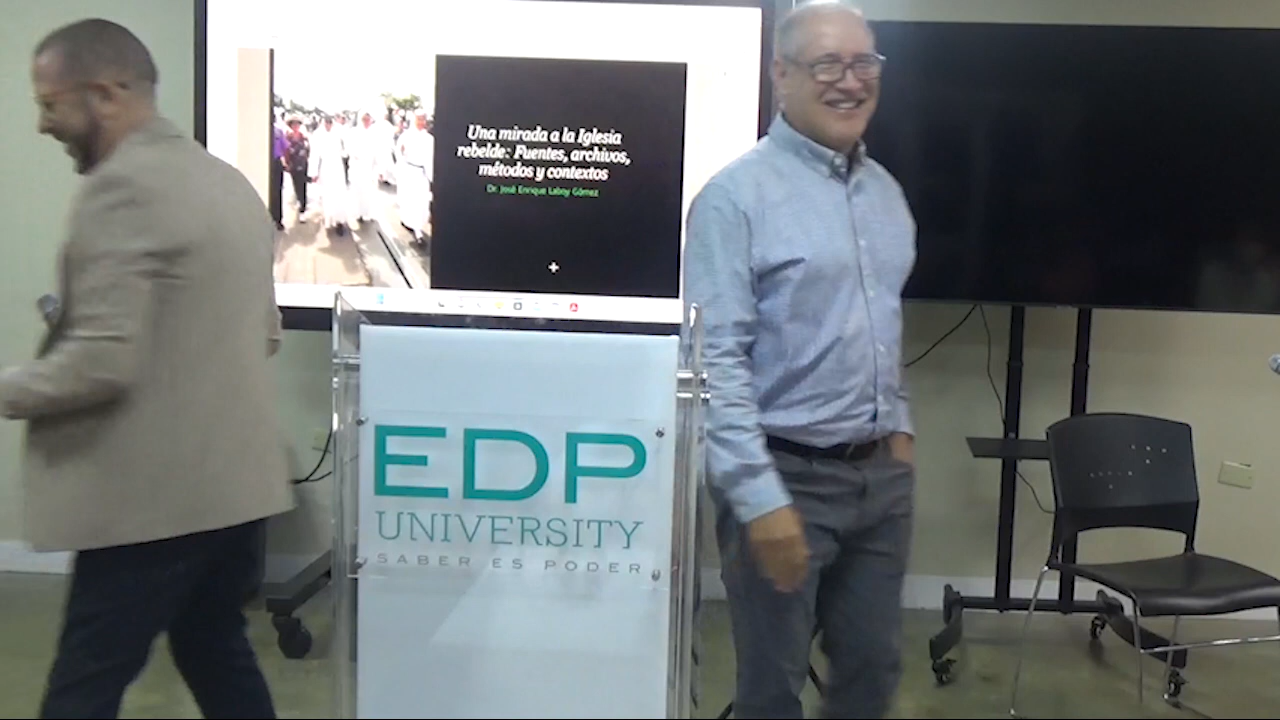 Una mirada a la Iglesia
rebelde: Fuentes, archivos,
métodos y contextos
Dr. José Enrique Laboy Gómez
EDP
UNIVERSITY
SABER ES PODER